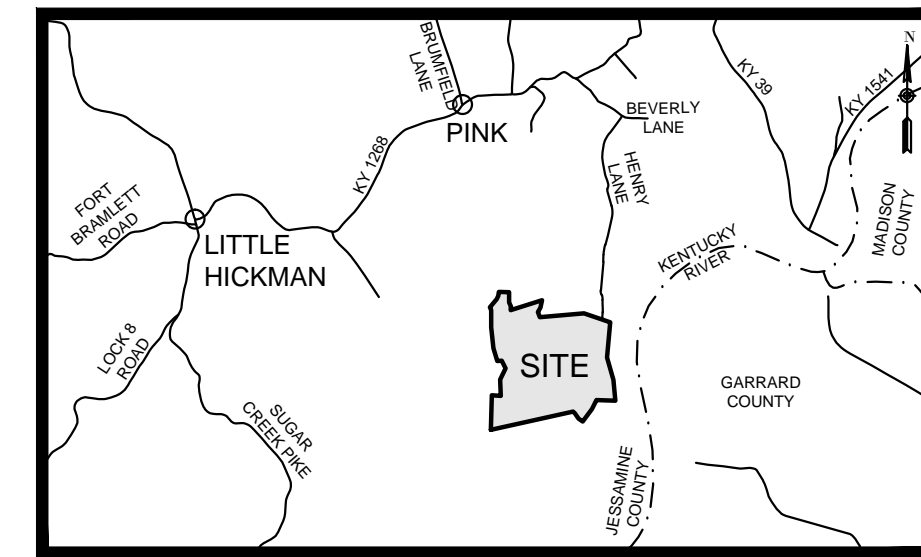 N
BRUMFIELD
LANE
KY 39
KY 1541
PINK
BEVERLY
LANE
KY 1268
HENRY
LANE
FORT
BRAMLETT
ROAD
MADISON
COUNTY
LITTLE
HICKMAN
KENTUCKY
RIVER
LOCK 8
ROAD
SITE
GARRARD
COUNTY
SUGAR
CREEK PIKE
JESSAMINE
COUNTY